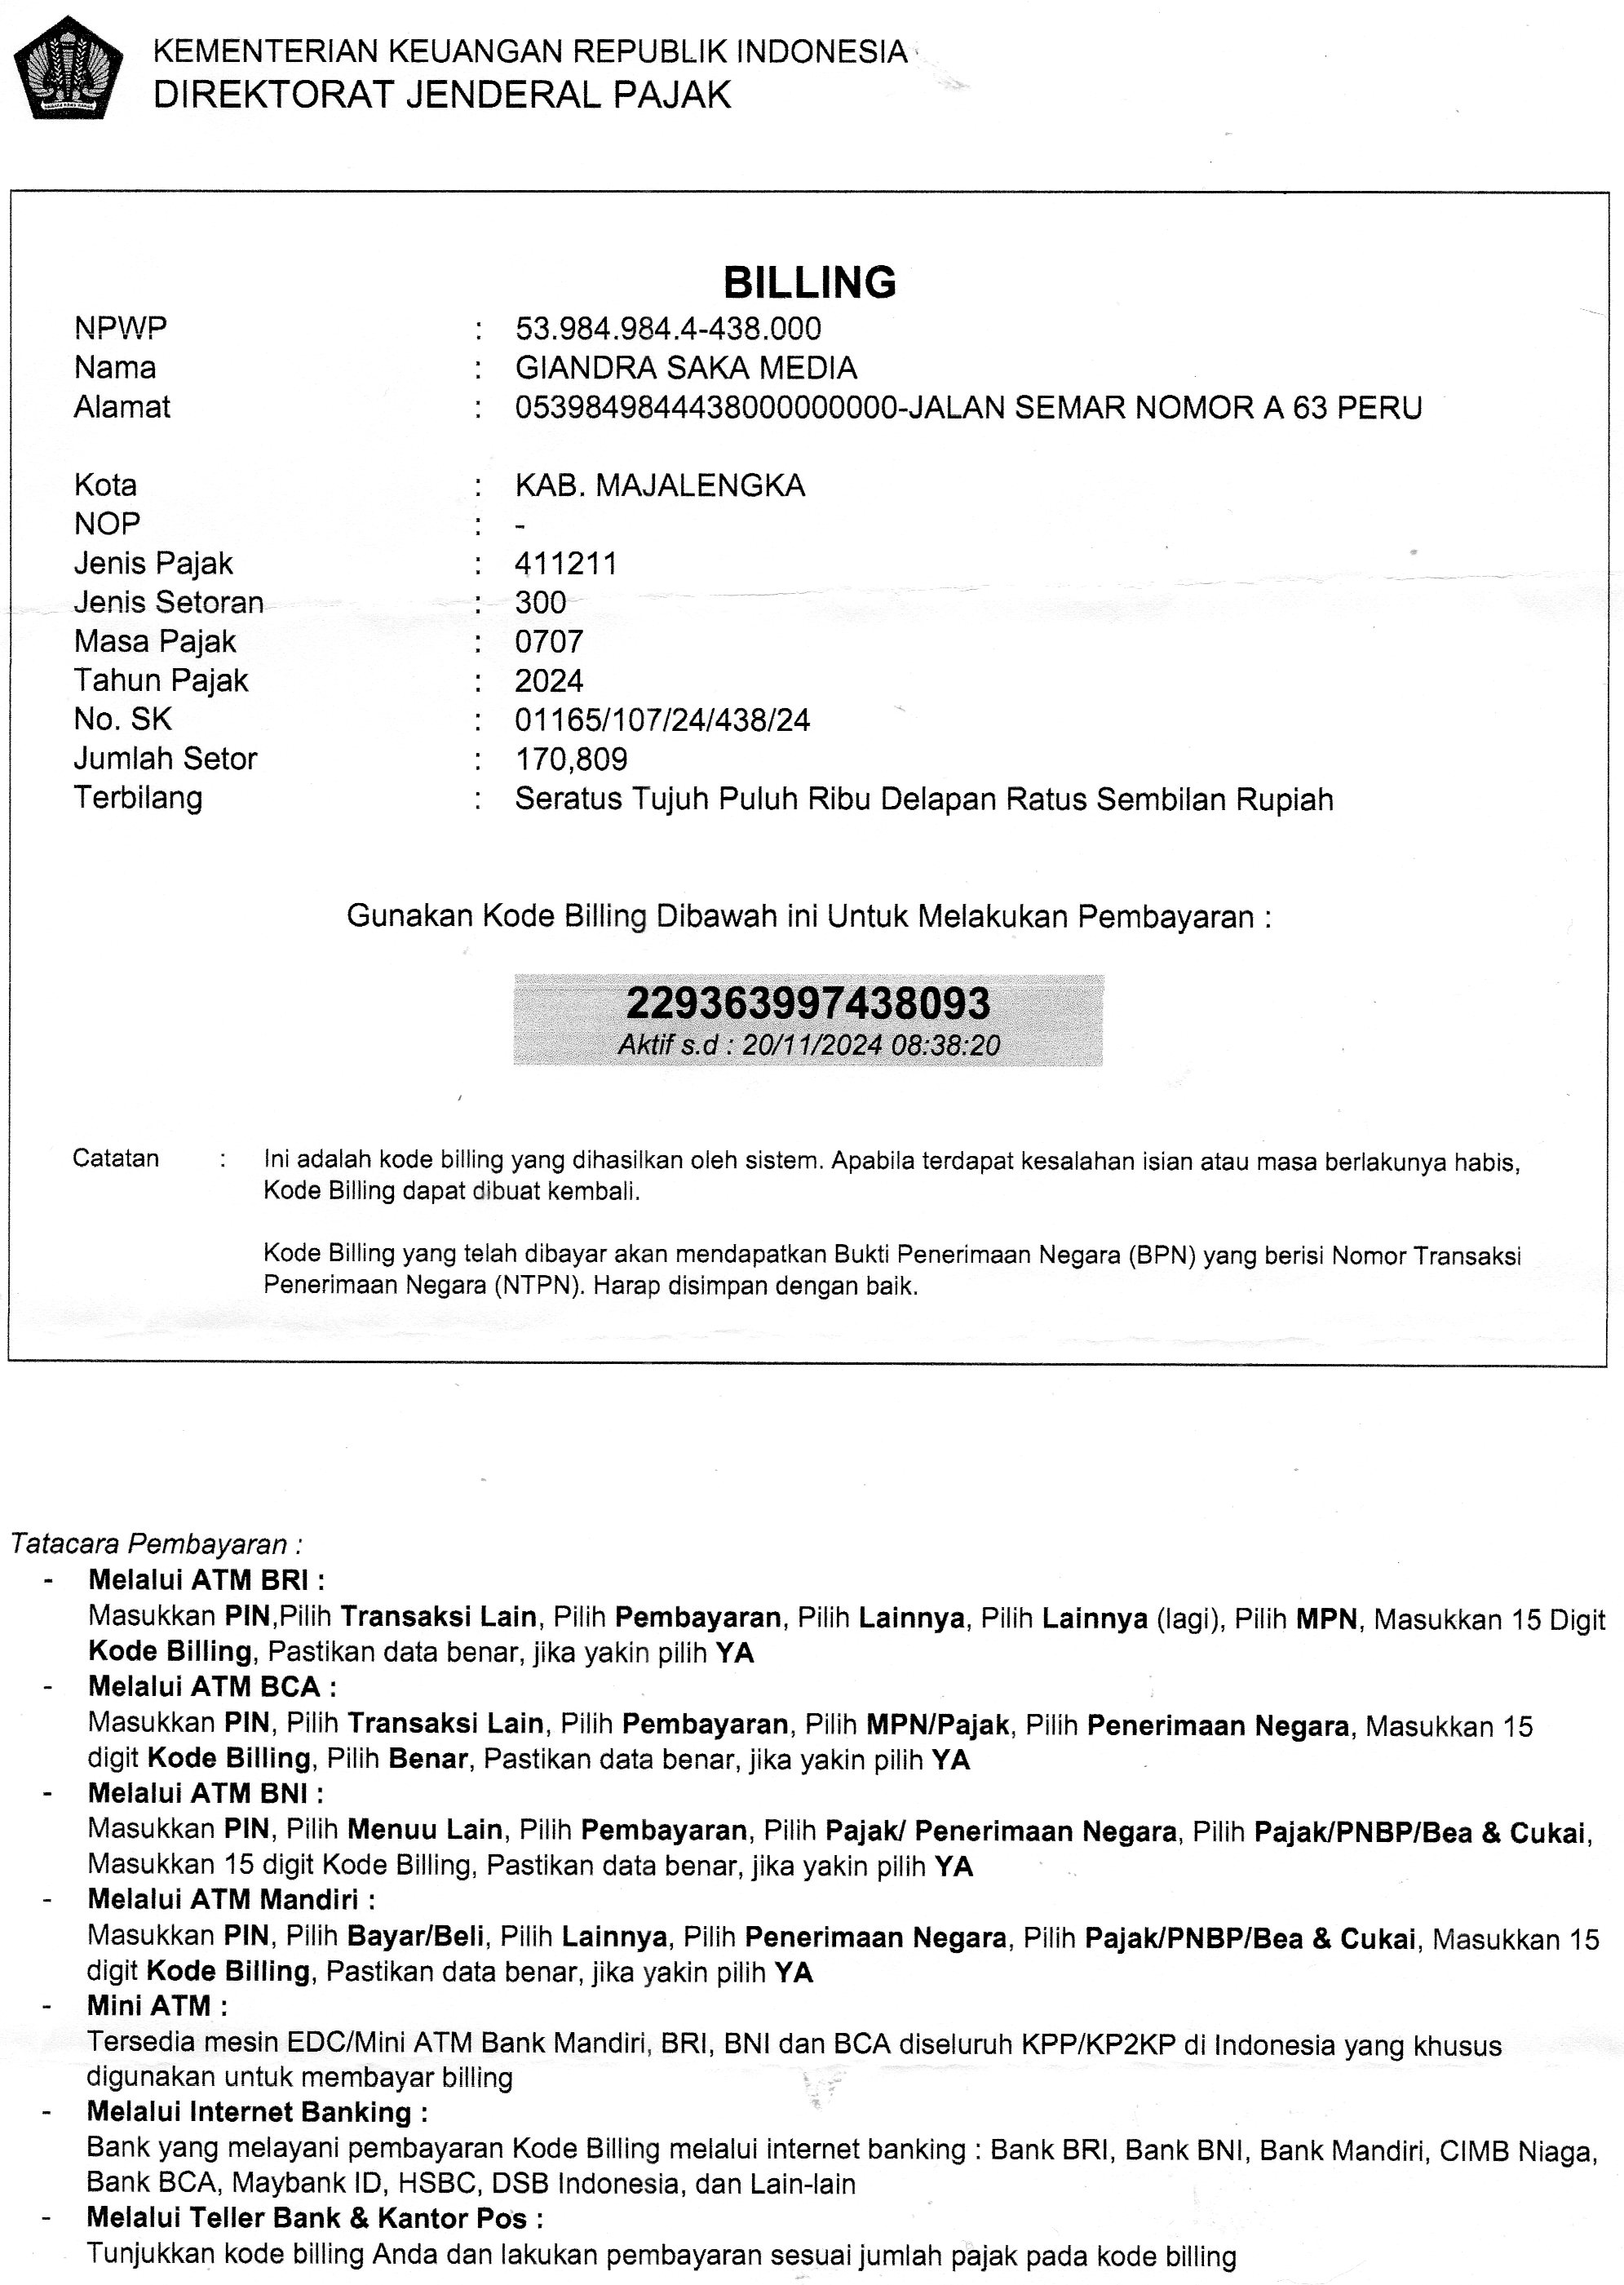 KEMENTERIAN KEUANGAN REPUBLIK INDONESIA
DIREKTORAT JENDERAL PAJAK
BILLING
NPWP : 53.984.984.4-438.000
Nama : GIANDRA SAKA MEDIA
Alamat : 0539849844438000000000-JALAN SEMAR NOMOR A 63 PERU
Kota : KAB. MAJALENGKA
NOP : -
Jenis Pajak : 411211
Jenis Setoran : 300
Masa Pajak : 0707
Tahun Pajak : 2024
No. SK : 01165/107/24/438/24
Jumlah Setor : 170,809
Terbilang : Seratus Tujuh Puluh Ribu Delapan Ratus Sembilan Rupiah
Gunakan Kode Billing Dibawah ini Untuk Melakukan Pembayaran :
229363997438093
Aktif s.d : 20/11/2024 08:38:20
Catatan : Ini adalah kode billing yang dihasilkan oleh sistem. Apabila terdapat kesalahan isian atau masa berlakunya habis,
Kode Billing dapat dibuat kembali.
Kode Billing yang telah dibayar akan mendapatkan Bukti Penerimaan Negara (BPN) yang berisi Nomor Transaksi
Penerimaan Negara (NTPN). Harap disimpan dengan baik.
Tatacara Pembayaran :
- Melalui ATM BRI :
Masukkan PIN,Pilih Transaksi Lain, Pilih Pembayaran, Pilih Lainnya, Pilih Lainnya (lagi), Pilih MPN, Masukkan 15 Digit
Kode Billing, Pastikan data benar, jika yakin pilih YA
- Melalui ATM BCA :
Masukkan PIN, Pilih Transaksi Lain, Pilih Pembayaran, Pilih MPN/Pajak, Pilih Penerimaan Negara, Masukkan 15
digit Kode Billing, Pilih Benar, Pastikan data benar, jika yakin pilih YA
- Melalui ATM BNI :
Masukkan PIN, Pilih Menuu Lain, Pilih Pembayaran, Pilih Pajak/ Penerimaan Negara, Pilih Pajak/PNBP/Bea & Cukai,
Masukkan 15 digit Kode Billing, Pastikan data benar, jika yakin pilih YA
- Melalui ATM Mandiri :
Masukkan PIN, Pilih Bayar/Beli, Pilih Lainnya, Pilih Penerimaan Negara, Pilih Pajak/PNBP/Bea & Cukai, Masukkan 15
digit Kode Billing, Pastikan data benar, jika yakin pilih YA
- Mini ATM :
Tersedia mesin EDC/Mini ATM Bank Mandiri, BRI, BNI dan BCA diseluruh KPP/KP2KP di Indonesia yang khusus
digunakan untuk membayar billing
- Melalui Internet Banking :
Bank yang melayani pembayaran Kode Billing melalui internet banking : Bank BRI, Bank BNI, Bank Mandiri, CIMB Niaga,
Bank BCA, Maybank ID, HSBC, DSB Indonesia, dan Lain-lain
- Melalui Teller Bank & Kantor Pos :
Tunjukkan kode billing Anda dan lakukan pembayaran sesuai jumlah pajak pada kode billing